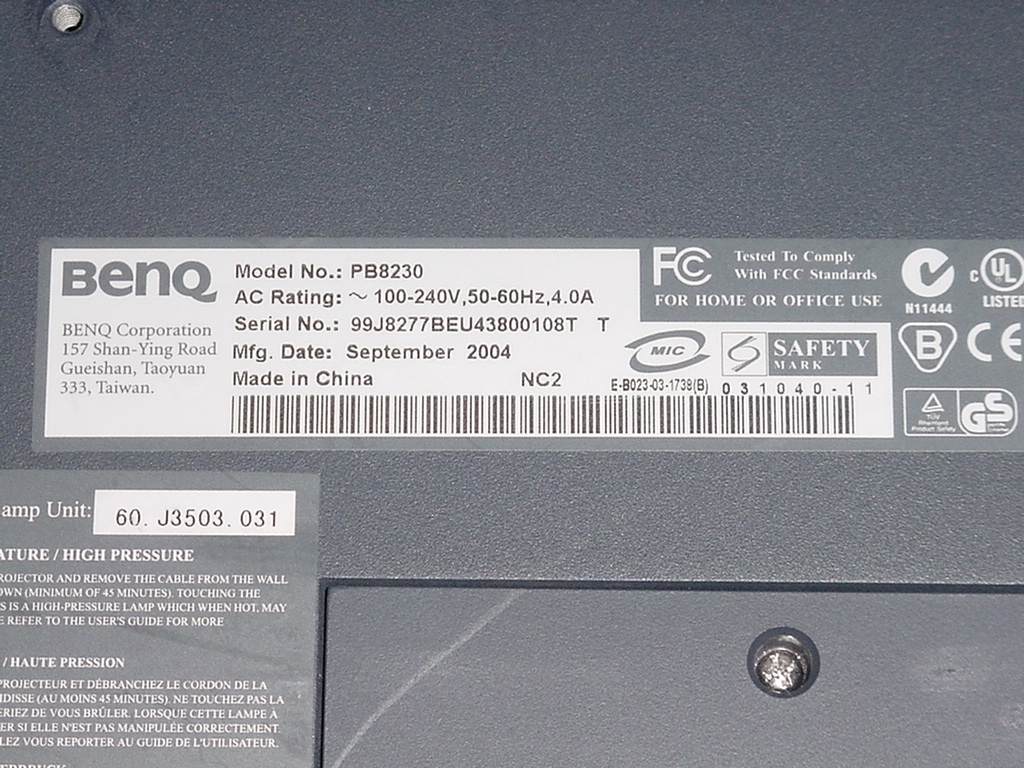 BenQ
BENQ Corporation
157 Shan-Ying Road
Gueishan, Taoyuan
333, Taiwan.
Model No.: PB8230
AC Rating: ～ 100-240V,50-60Hz,4.0A
Serial No.: 99J8277BEU43800108T T
Mfg. Date: September 2004
Made in China NC2
FC
Tested To Comply
With FCC Standards
FOR HOME OR OFFICE USE
N11444
c UL
LISTED
MIC
E-B023-03-1738(B)
S SAFETY
MARK
031040-11
B
CE
TÜV
Rheinland
Product Safety
GS
amp Unit: 60. J3503. 031
ATURE / HIGH PRESSURE
ROJECTOR AND REMOVE THE CABLE FROM THE WALL
OWN (MINIMUM OF 45 MINUTES). TOUCHING THE
S IS A HIGH-PRESSURE LAMP WHICH WHEN HOT, MAY
E REFER TO THE USER'S GUIDE FOR MORE
/ HAUTE PRESSION
PROJECTEUR ET DÉBRANCHEZ LE CORDON DE LA
IDISSE (AU MOINS 45 MINUTES). NE TOUCHEZ PAS LA
ERIEZ DE VOUS BRÛLER. LORSQUE CETTE LAMPE À
ER SI ELLE N'EST PAS MANIPULÉE CORRECTEMENT.
LEZ VOUS REPORTER AU GUIDE DE L'UTILISATEUR.